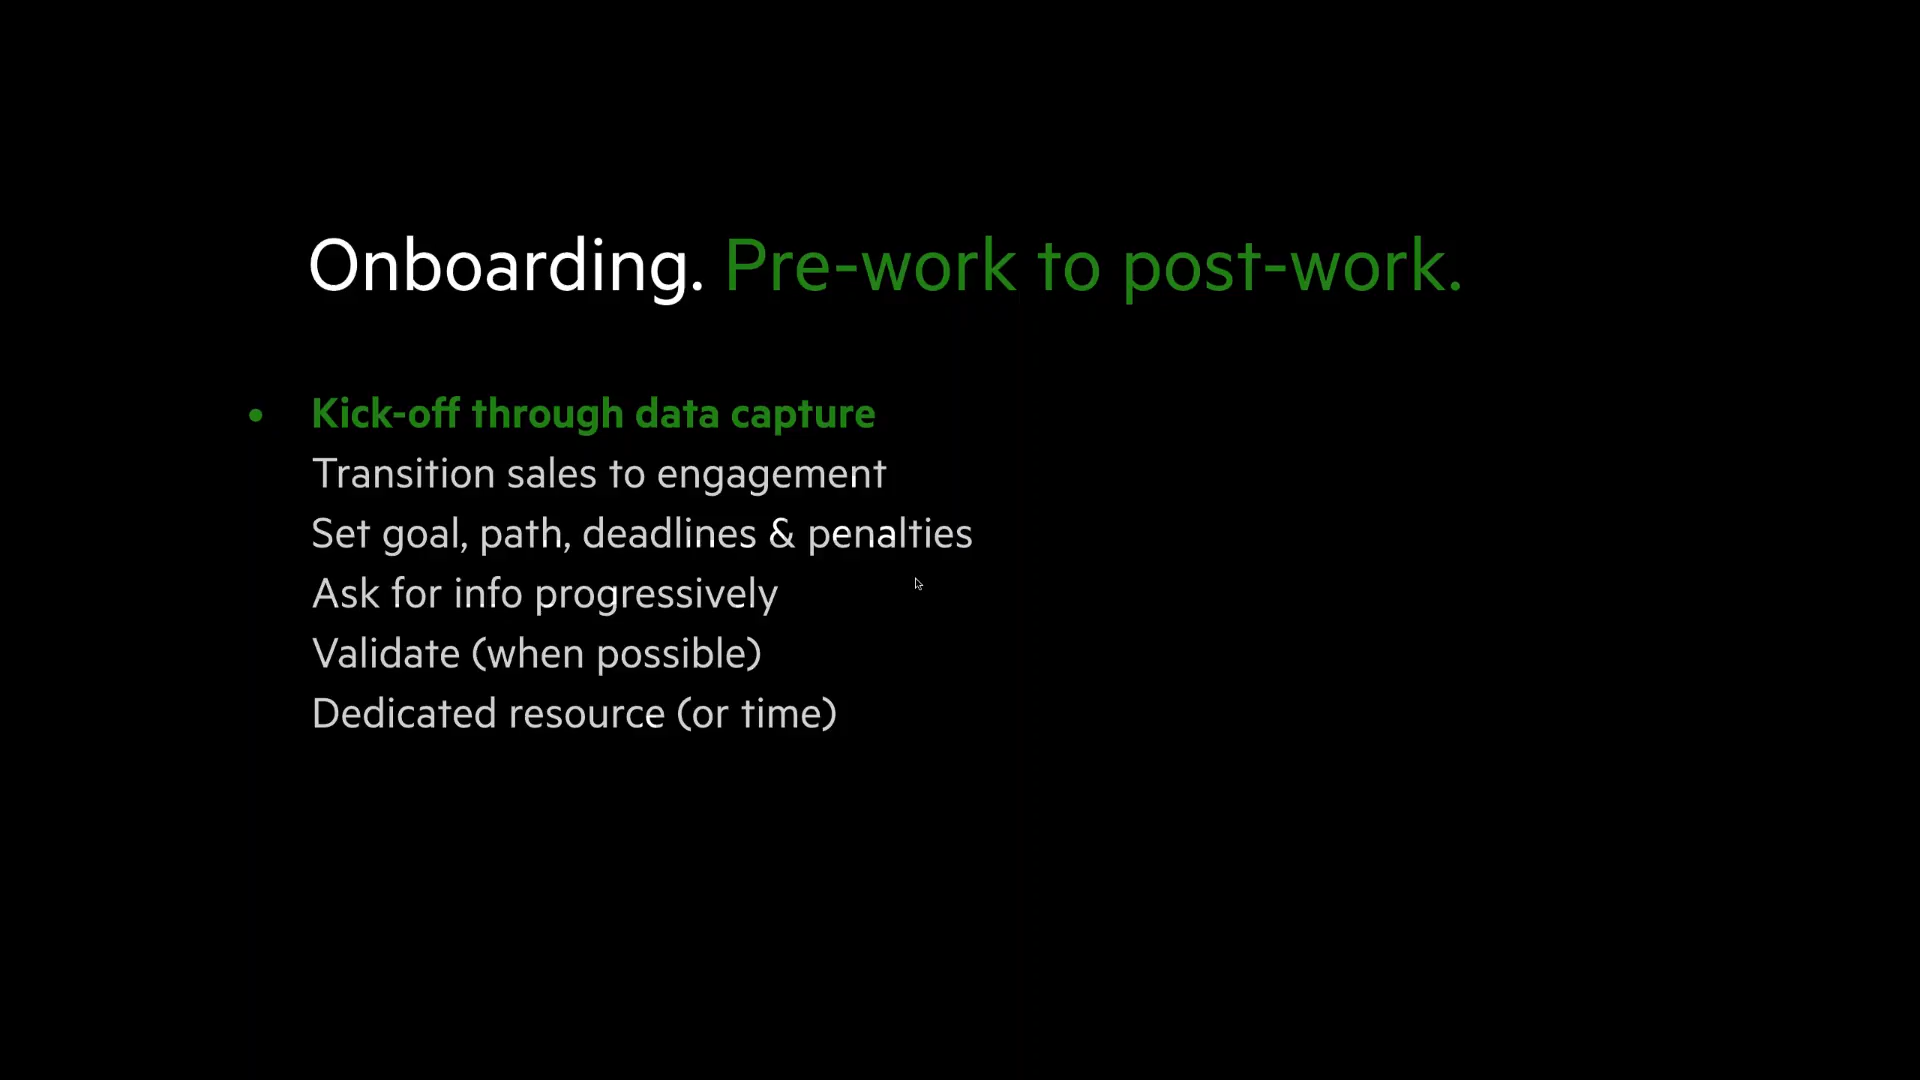 Onboarding. Pre-work to post-work.
• Kick-off through data capture
Transition sales to engagement
Set goal, path, deadlines & penalties
Ask for info progressively
Validate (when possible)
Dedicated resource (or time)